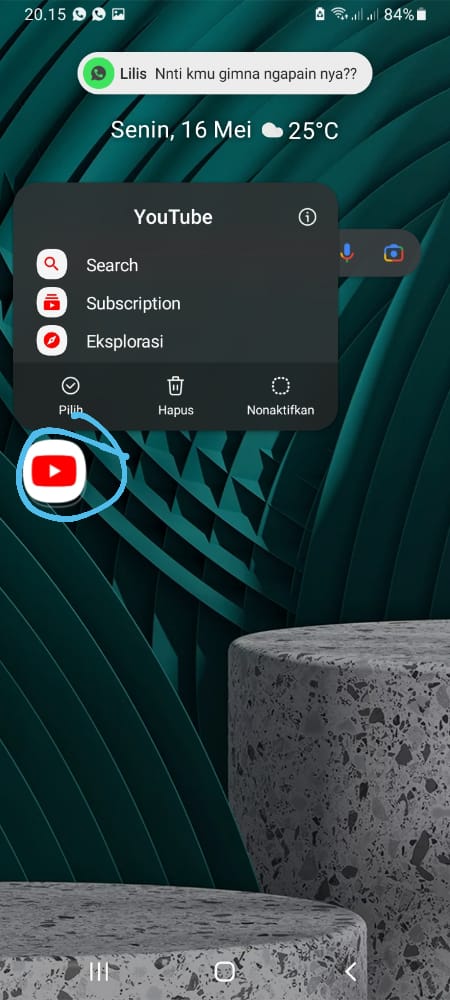 20.15
84%
Lilis Nnti kmu gimna ngapain nya??
Senin, 16 Mei 25°C
YouTube
Search
Subscription
Eksplorasi
Pilih Hapus Nonaktifkan